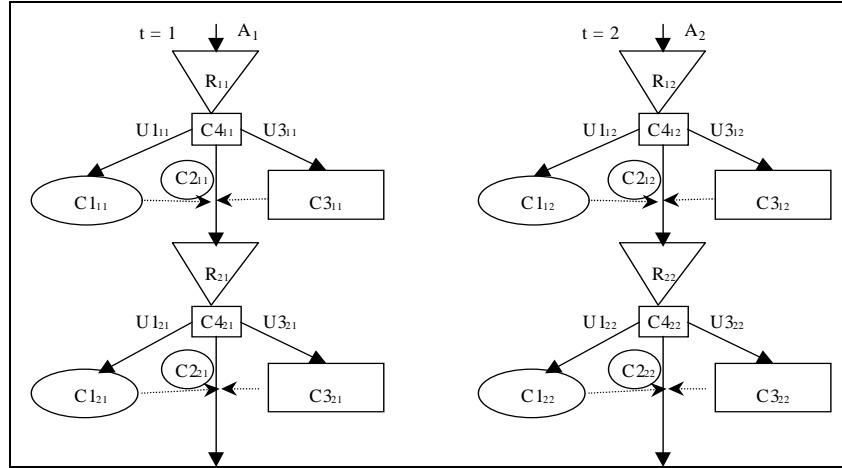 t = 1 A₁ t = 2 A₂
R₁₁ R₁₂
U1₁₁ C4₁₁ U3₁₁ U1₁₂ C4₁₂ U3₁₂
C2₁₁ C2₁₂
C1₁₁ C3₁₁ C1₁₂ C3₁₂
R₂₁ R₂₂
U1₂₁ C4₂₁ U3₂₁ U1₂₂ C4₂₂ U3₂₂
C2₂₁ C2₂₂
C1₂₁ C3₂₁ C1₂₂ C3₂₂